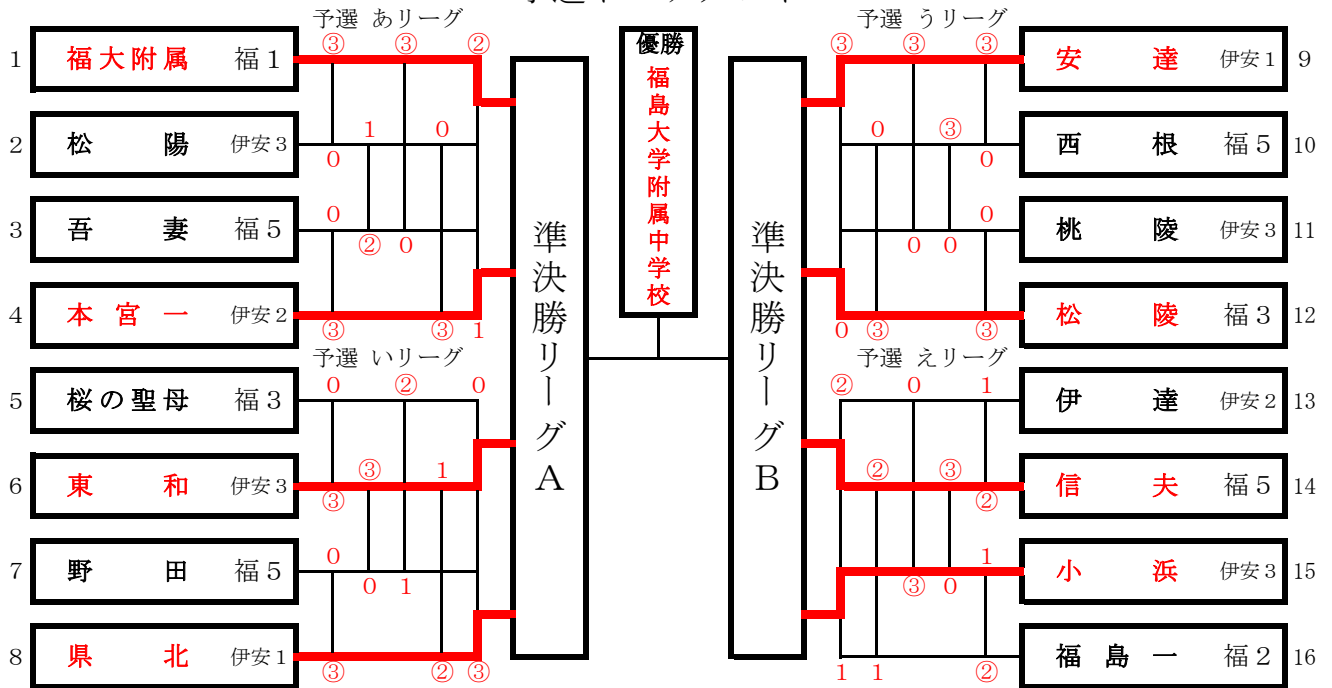 予選 あリーグ
予選 うリーグ
③ ③ ②
③ ③ ③
1 福大附属 福1
優勝
福島大学附属中学校
安達 伊安1 9
1 0
0 ③
2 松陽 伊安3
西根 福5 10
0
0
0
0
3 吾妻 福5
桃陵 伊安3 11
② 0
0 0
準決勝リーグA
準決勝リーグB
4 本宮一 伊安2
松陵 福3 12
③ ③ 1
0 ③ ③
予選 いリーグ
予選 えリーグ
0 ② 0
② 0 1
5 桜の聖母 福3
伊達 伊安2 13
③ 1
② ③
6 東和 伊安3
信夫 福5 14
③
②
0
1
7 野田 福5
小浜 伊安3 15
0 1
③ 0
8 県北 伊安1
福島一 福2 16
③ ② ③
1 1 ②